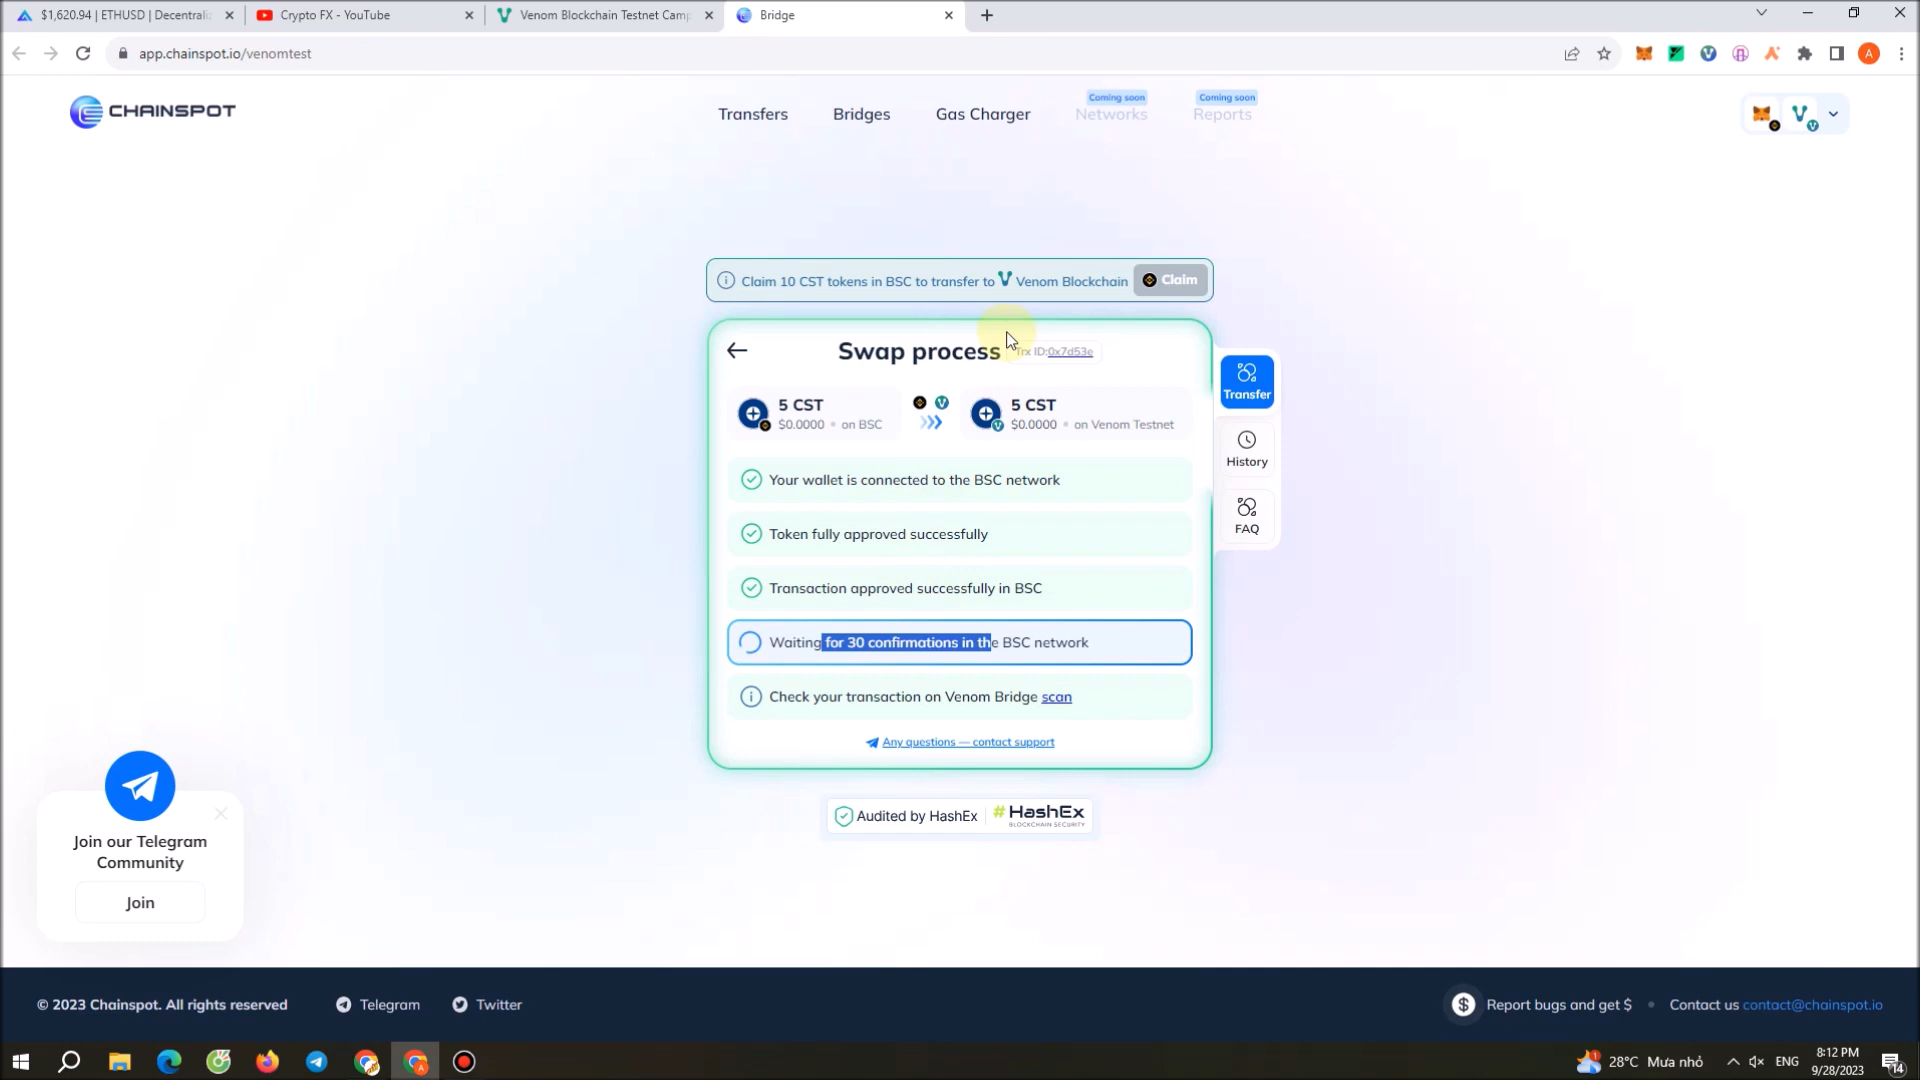 $1,620.94 | ETHUSD | Decentrali
Crypto FX - YouTube
Venom Blockchain Testnet Camp
Bridge
app.chainspot.io/venomtest
A
CHAINSPOT
Transfers
Bridges
Gas Charger
Coming soon
Networks
Coming soon
Reports
Claim 10 CST tokens in BSC to transfer to Venom Blockchain
Claim
Swap process
Trx ID:0x7d53e
5 CST
$0.0000 • on BSC
5 CST
$0.0000 • on Venom Testnet
Your wallet is connected to the BSC network
Token fully approved successfully
Transaction approved successfully in BSC
Waiting for 30 confirmations in the BSC network
Check your transaction on Venom Bridge scan
Any questions — contact support
Transfer
History
FAQ
Audited by HashEx
#HashEx
BLOCKCHAIN SECURITY
Join our Telegram
Community
Join
© 2023 Chainspot. All rights reserved
Telegram
Twitter
Report bugs and get $ • Contact us contact@chainspot.io
1
28°C Mưa nhỏ
ENG
8:12 PM
9/28/2023
14